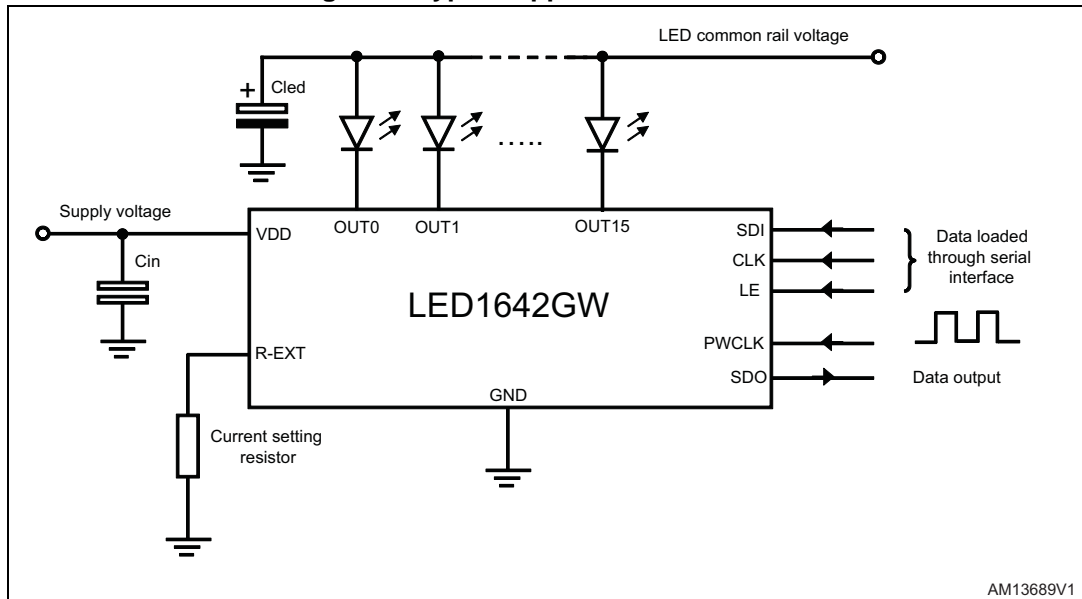 LED common rail voltage
+
Cled
.....
Supply voltage
VDD
OUT0
OUT1
OUT15
SDI
CLK
LE
Data loaded
through serial
interface
Cin
LED1642GW
R-EXT
PWCLK
SDO
Data output
GND
Current setting
resistor
AM13689V1